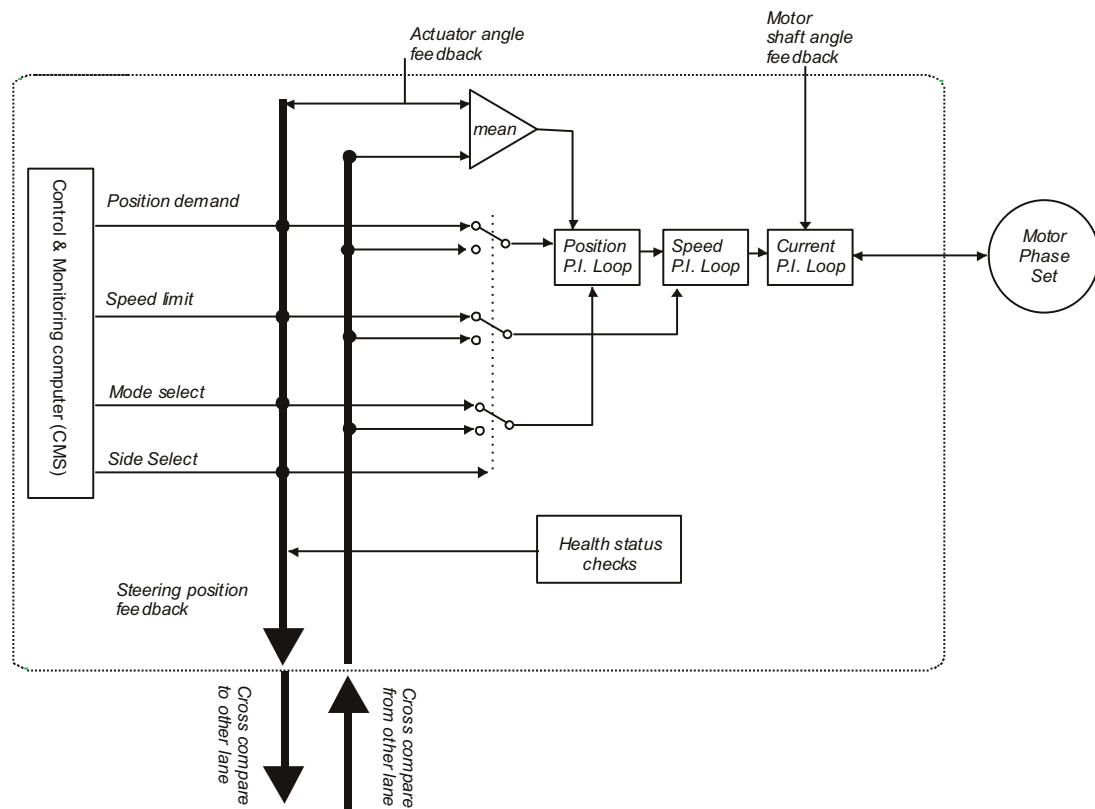 Actuator angle
feedback
Motor
shaft angle
feedback
mean
Control & Monitoring computer (CMS)
Position demand
Position
P.I. Loop
Speed
P.I. Loop
Current
P.I. Loop
Motor
Phase
Set
Speed limit
Mode select
Side Select
Health status
checks
Steering position
feedback
Cross compare
to other lane
Cross compare
from other lane